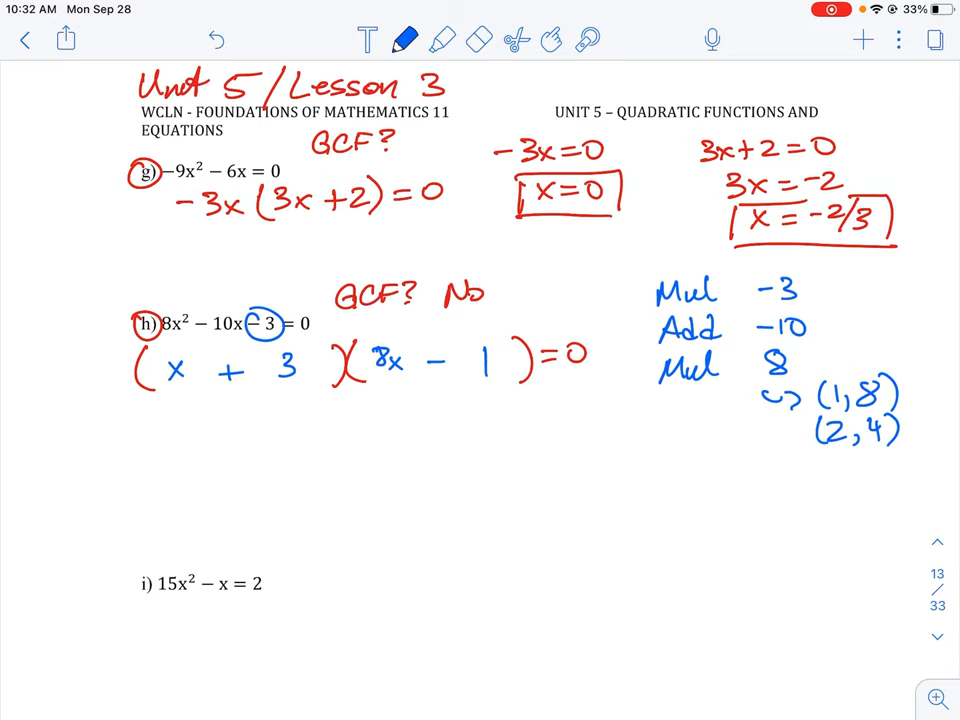 10:32 AM Mon Sep 28
33%
T
Unit 5 / Lesson 3
WCLN - FOUNDATIONS OF MATHEMATICS 11
UNIT 5 – QUADRATIC FUNCTIONS AND
EQUATIONS
GCF?
g) −9x² − 6x = 0
-3x (3x + 2) = 0
-3x = 0
x = 0
3x + 2 = 0
3x = -2
x = -2/3
GCF? No
h) 8x² − 10x − 3 = 0
( x + 3 )( 8x - 1 ) = 0
Mul -3
Add -10
Mul 8
(1, 8)
(2, 4)
i) 15x² − x = 2
13
/
33